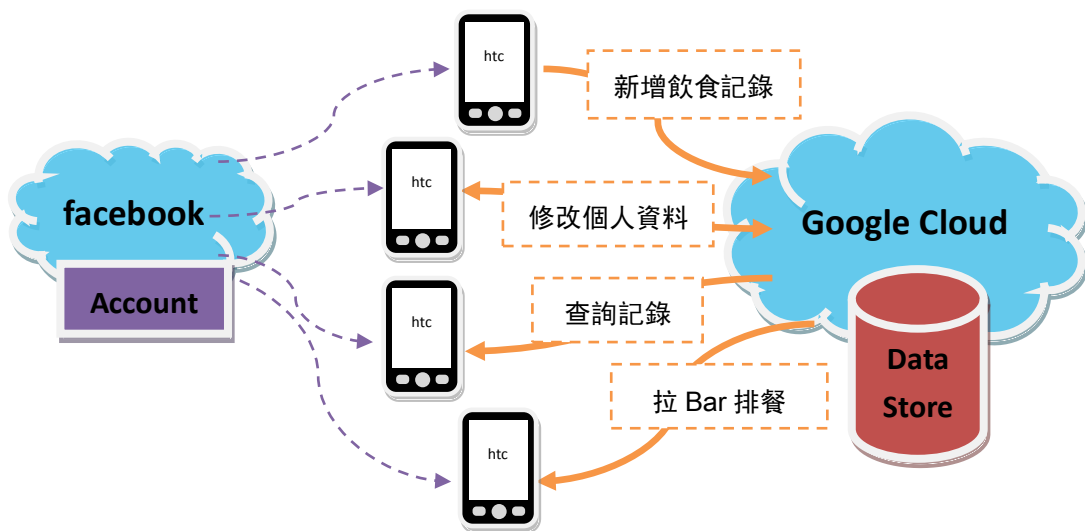 htc
新增飲食記錄
htc
facebook
修改個人資料
Google Cloud
Account
htc
查詢記錄
Data
Store
拉 Bar 排餐
htc